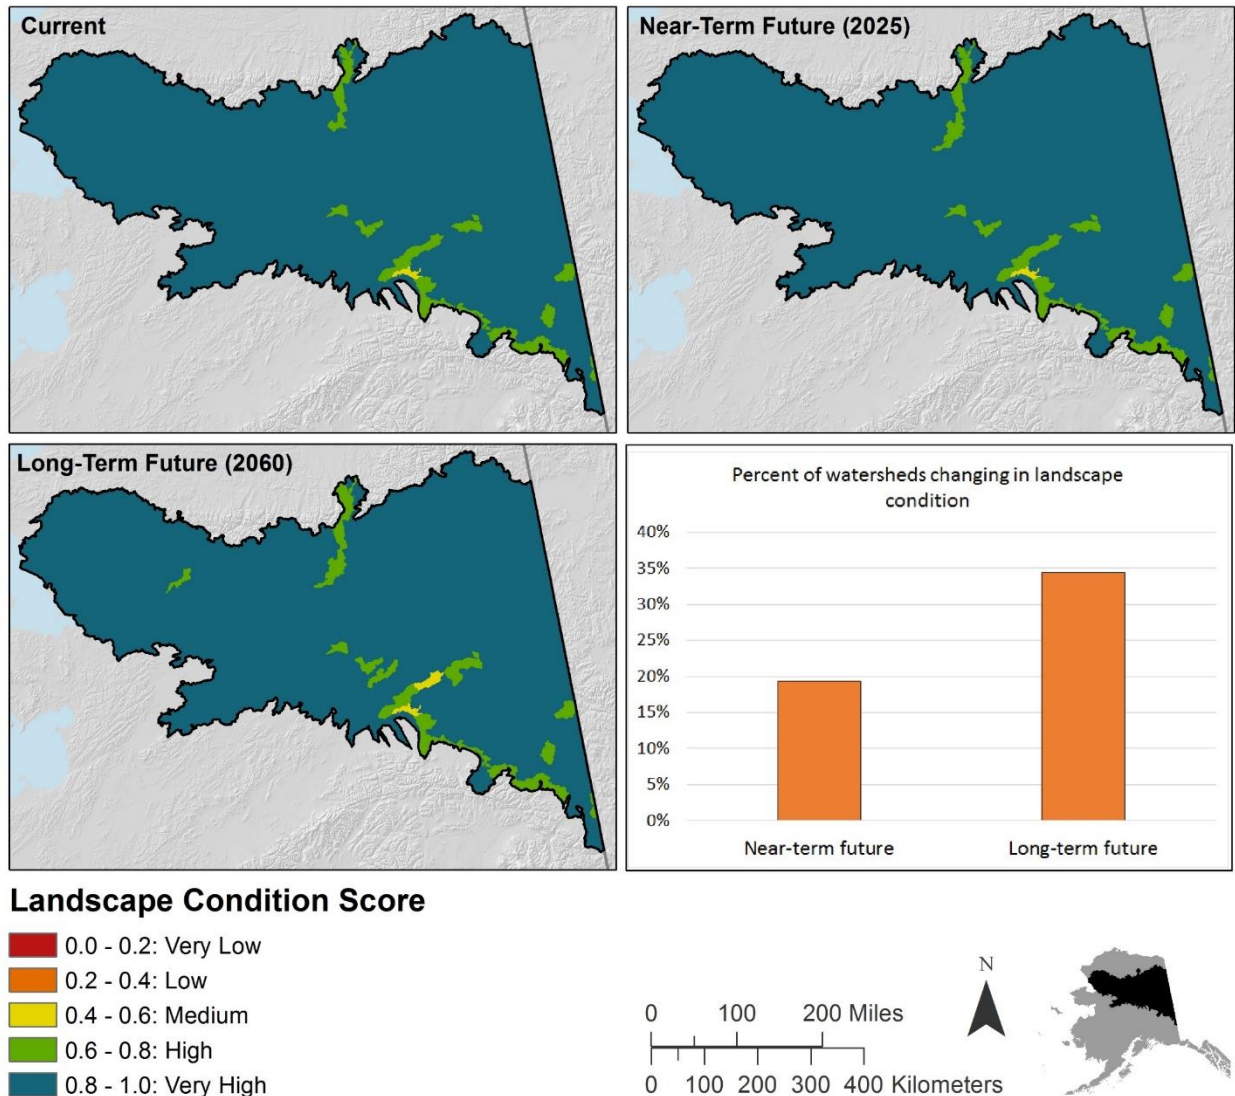 Current
Near-Term Future (2025)
Long-Term Future (2060)
Percent of watersheds changing in landscape
condition
40%
35%
30%
25%
20%
15%
10%
5%
0%
Near-term future
Long-term future
Landscape Condition Score
0.0 - 0.2: Very Low
0.2 - 0.4: Low
0.4 - 0.6: Medium
0.6 - 0.8: High
0.8 - 1.0: Very High
0 100 200 Miles
0 100 200 300 400 Kilometers
N